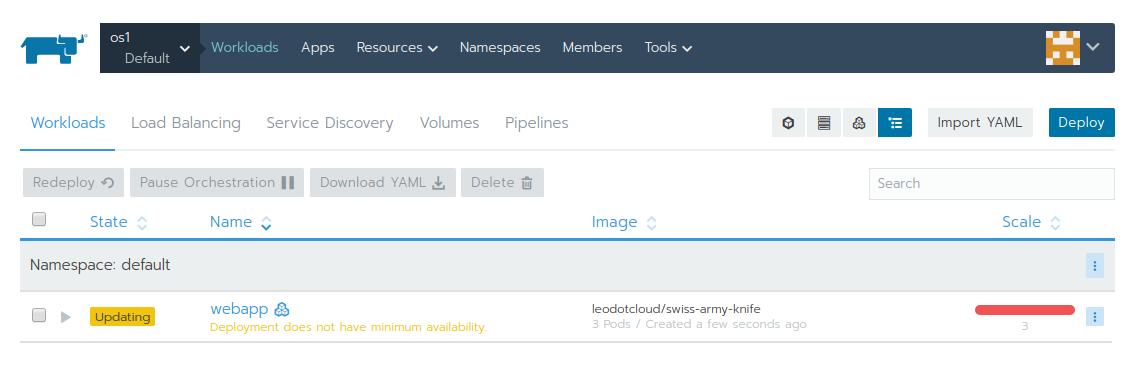 os1
Default
Workloads Apps Resources Namespaces Members Tools
Workloads Load Balancing Service Discovery Volumes Pipelines Import YAML Deploy
Redeploy Pause Orchestration Download YAML Delete Search
State Name Image Scale
Namespace: default
Updating webapp leodotcloud/swiss-army-knife
Deployment does not have minimum availability. 3 Pods / Created a few seconds ago 3